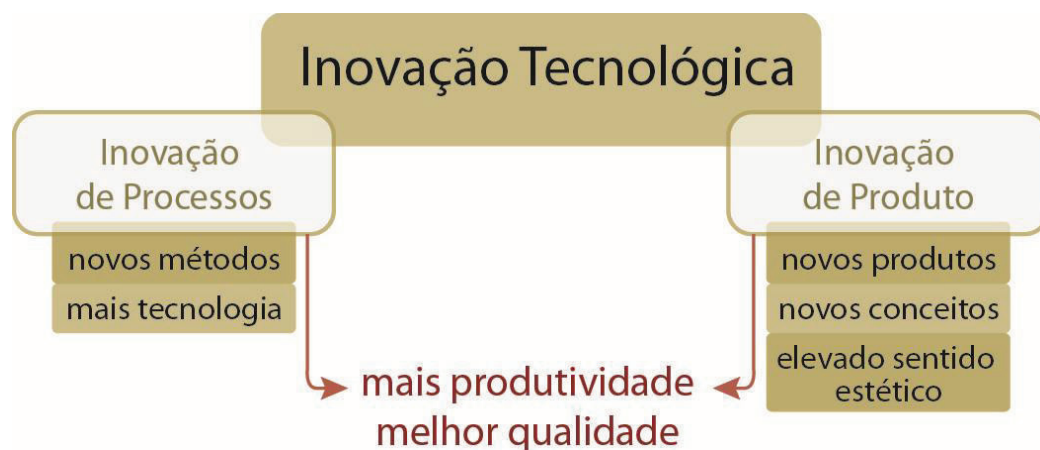 Inovação Tecnológica
Inovação
de Processos
novos métodos
mais tecnologia
Inovação
de Produto
novos produtos
novos conceitos
elevado sentido
estético
mais produtividade
melhor qualidade